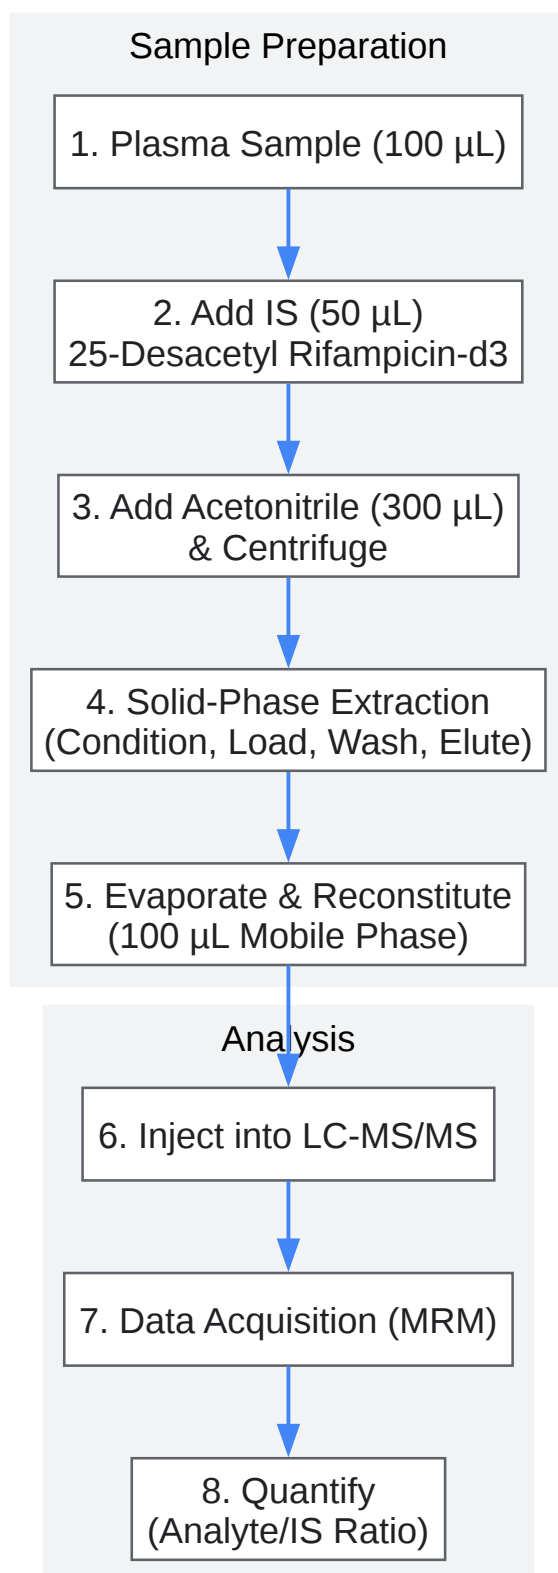 Sample Preparation
1. Plasma Sample (100 µL)
2. Add IS (50 µL)
25-Desacetyl Rifampicin-d3
3. Add Acetonitrile (300 µL)
& Centrifuge
4. Solid-Phase Extraction
(Condition, Load, Wash, Elute)
5. Evaporate & Reconstitute
(100 µL Mobile Phase)
Analysis
6. Inject into LC-MS/MS
7. Data Acquisition (MRM)
8. Quantify
(Analyte/IS Ratio)